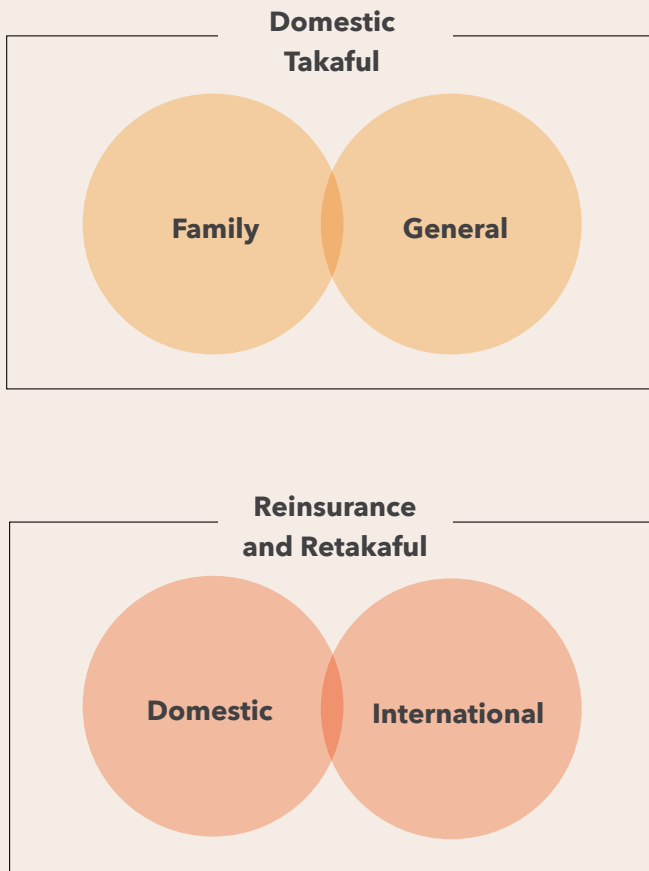 Domestic
Takaful
Family
General
Reinsurance
and Retakaful
Domestic
International